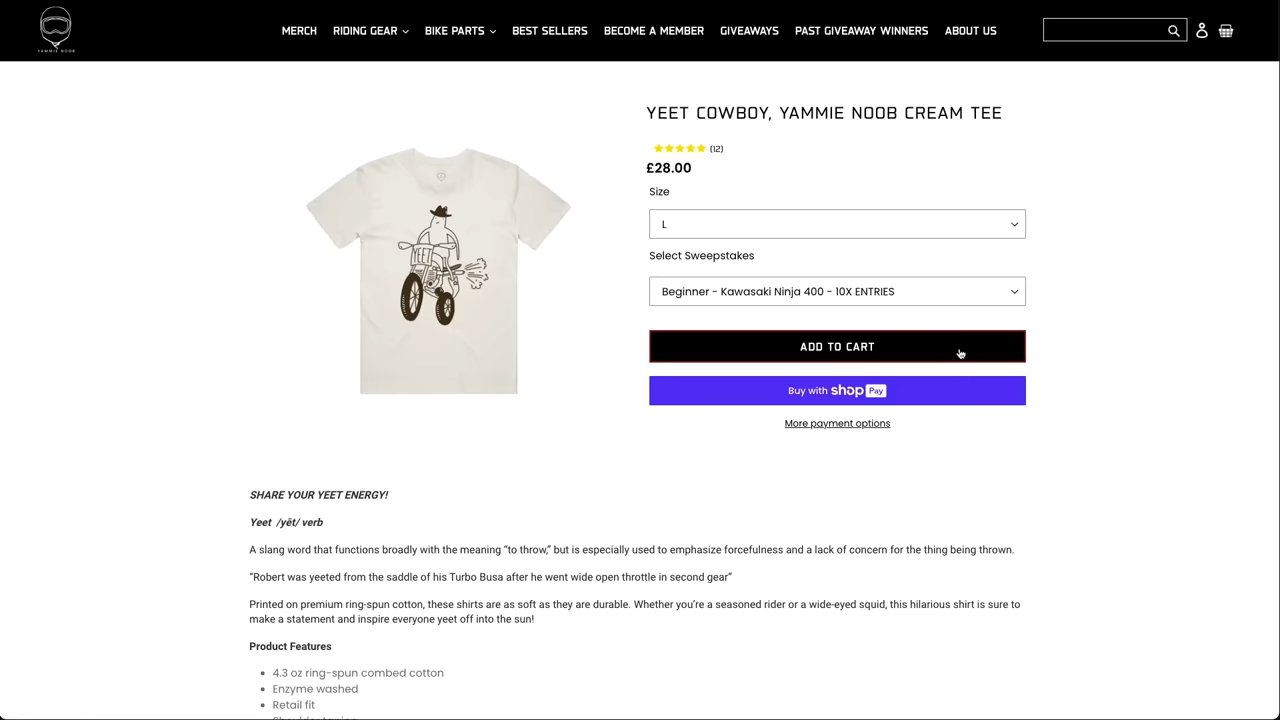 YAMMIE NOOB
MERCH RIDING GEAR BIKE PARTS BEST SELLERS BECOME A MEMBER GIVEAWAYS PAST GIVEAWAY WINNERS ABOUT US
YEET COWBOY, YAMMIE NOOB CREAM TEE
(12)
£28.00
Size
L
Select Sweepstakes
Beginner - Kawasaki Ninja 400 - 10X ENTRIES
YEET
ADD TO CART
Buy with shop Pay
More payment options
SHARE YOUR YEET ENERGY!
Yeet /yēt/ verb
A slang word that functions broadly with the meaning “to throw,” but is especially used to emphasize forcefulness and a lack of concern for the thing being thrown.
“Robert was yeeted from the saddle of his Turbo Busa after he went wide open throttle in second gear”
Printed on premium ring-spun cotton, these shirts are as soft as they are durable. Whether you’re a seasoned rider or a wide-eyed squid, this hilarious shirt is sure to
make a statement and inspire everyone yeet off into the sun!
Product Features
4.3 oz ring-spun combed cotton
Enzyme washed
Retail fit